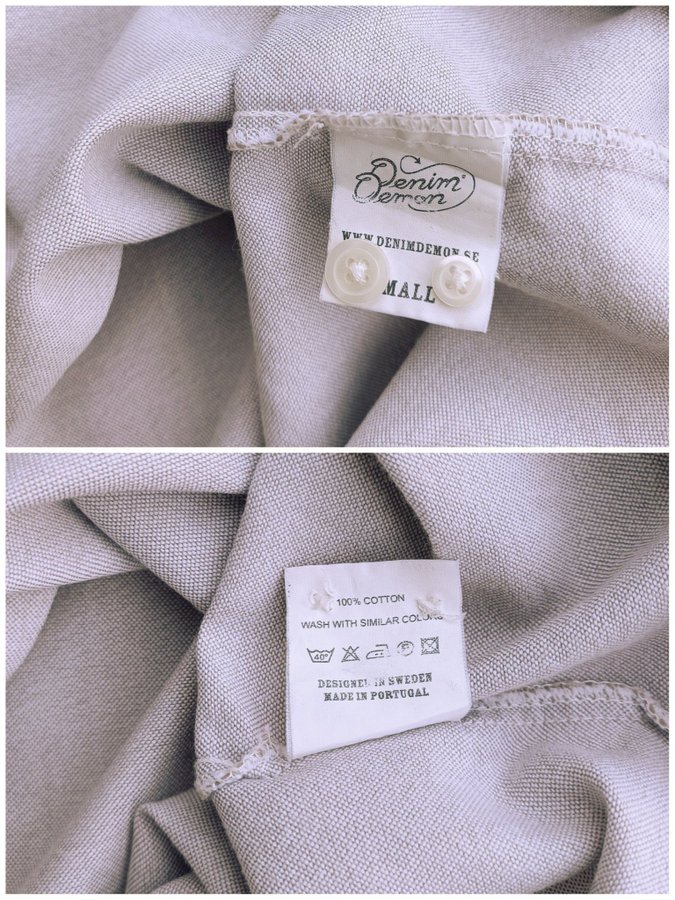 Denim
Demon
WWW.DENIMDEMON.SE
MALL
100% COTTON
WASH WITH SIMILAR COLORS
40°
DESIGNED IN SWEDEN
MADE IN PORTUGAL